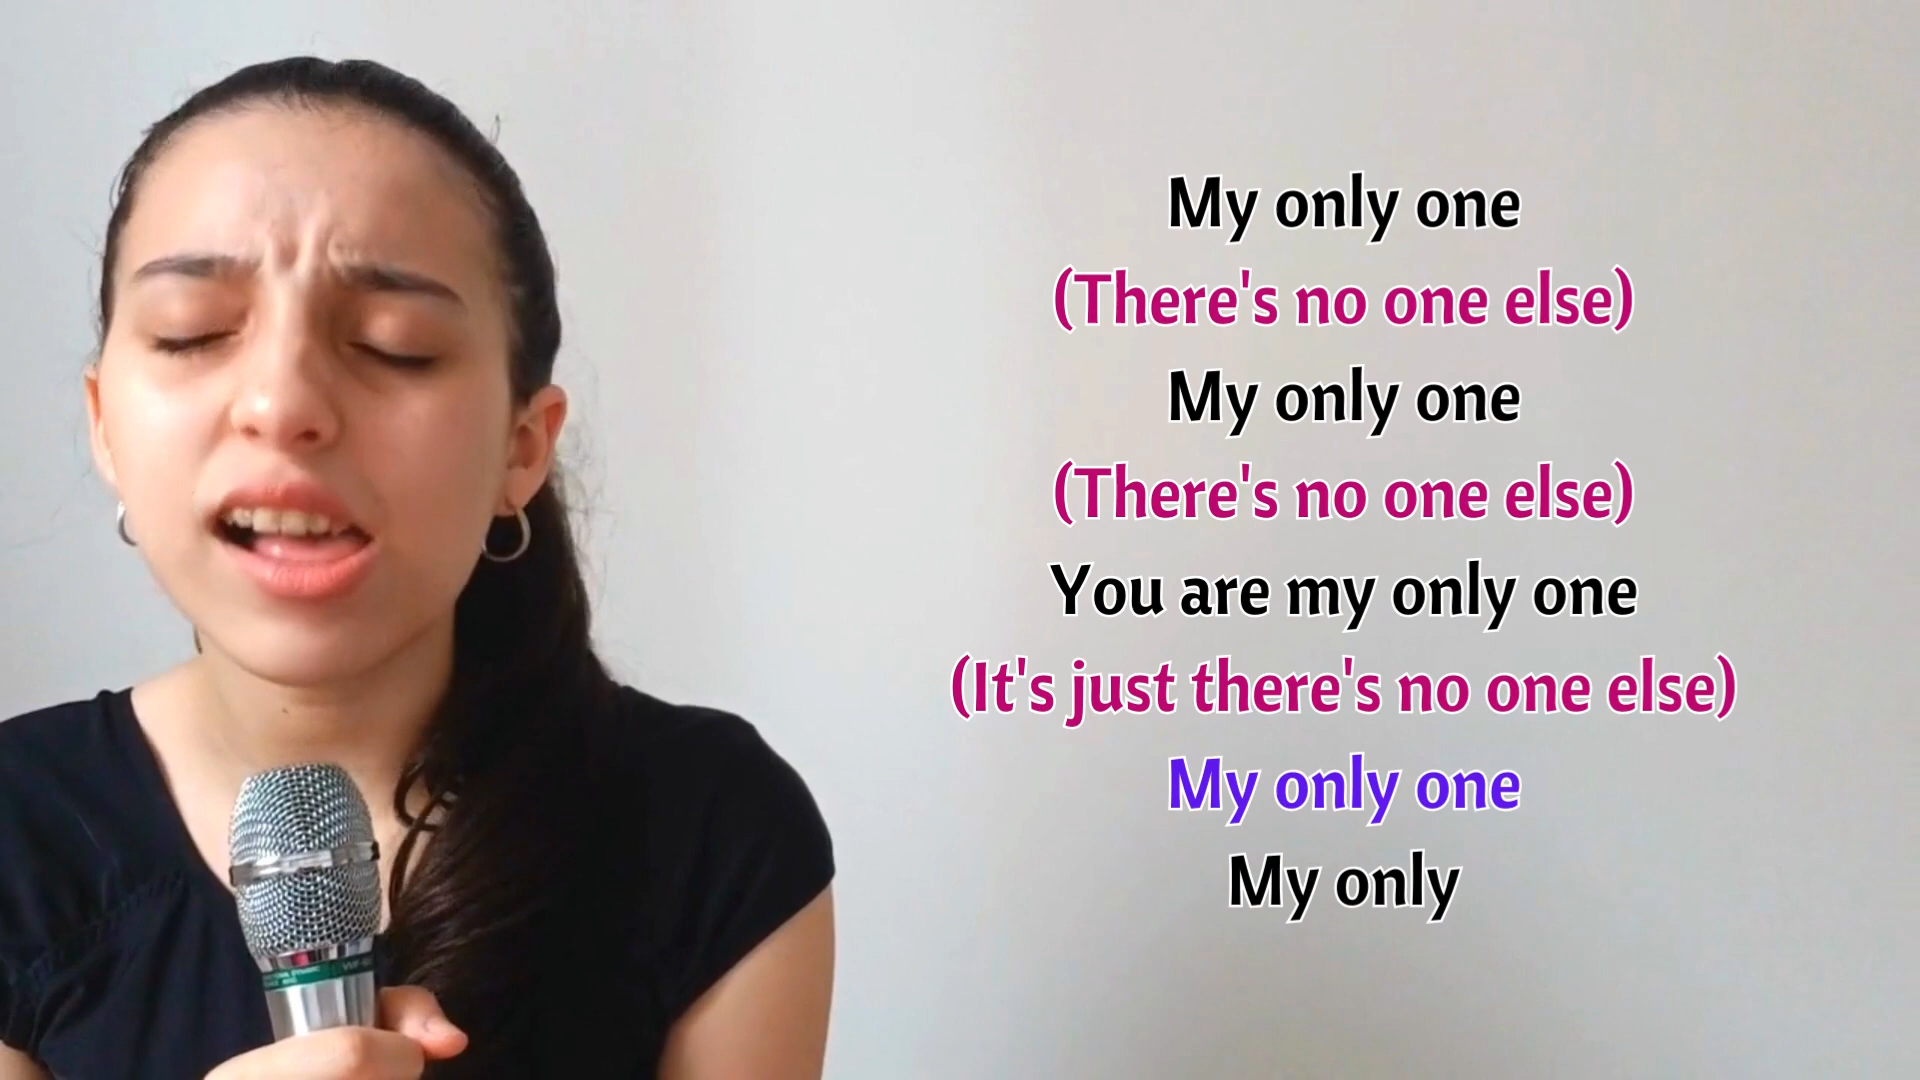 My only one
(There's no one else)
My only one
(There's no one else)
You are my only one
(It's just there's no one else)
My only one
My only